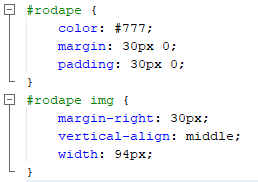 #rodape {
    color: #777;
    margin: 30px 0;
    padding: 30px 0;
}
#rodape img {
    margin-right: 30px;
    vertical-align: middle;
    width: 94px;
}